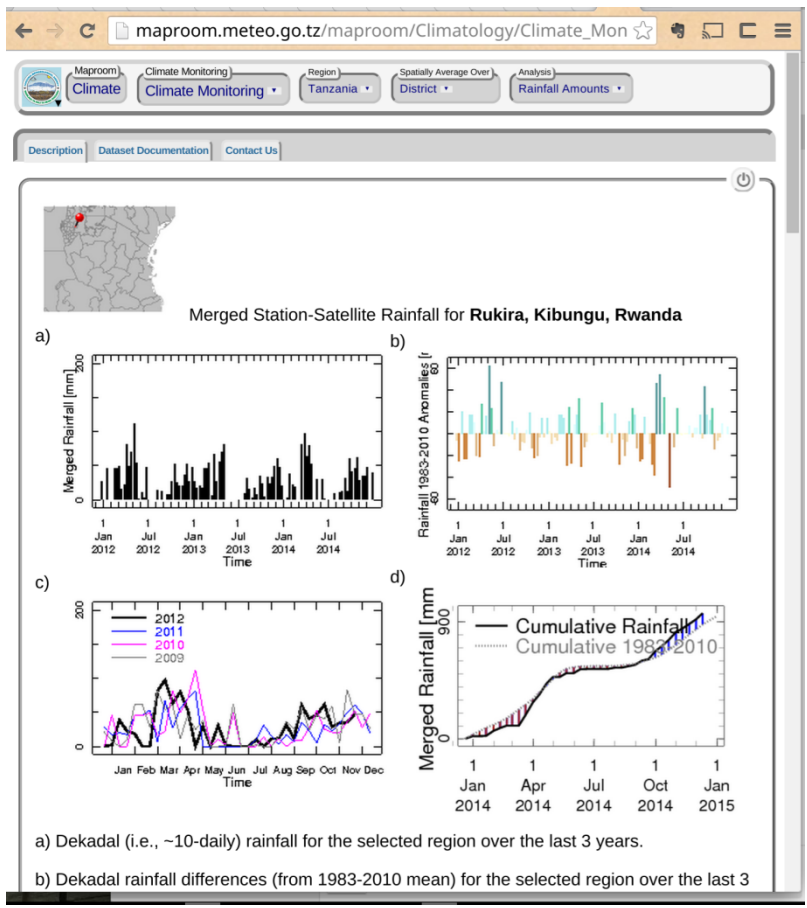 maproom.meteo.go.tz/maproom/Climatology/Climate_Mon
Maproom
Climate
Climate Monitoring
Climate Monitoring
Region
Tanzania
Spatially Average Over
District
Analysis
Rainfall Amounts
Description Dataset Documentation Contact Us
Merged Station-Satellite Rainfall for Rukira, Kibungu, Rwanda
a)
Merged Rainfall [mm]
200
0
1 1 1 1 1 1
Jan Jul Jan Jul Jan Jul
2012 2012 2013 2013 2014 2014
Time
b)
Rainfall 1983-2010 Anomalies [r
60
-60
1 1 1 1 1 1
Jan Jul Jan Jul Jan Jul
2012 2012 2013 2013 2014 2014
Time
c)
200
0
2012
2011
2010
2009
Jan Feb Mar Apr May Jun Jul Aug Sep Oct Nov Dec
Time
d)
Merged Rainfall [mm
900
0
Cumulative Rainfall
Cumulative 1983-2010
1 1 1 1 1
Jan Apr Jul Oct Jan
2014 2014 2014 2014 2015
a) Dekadal (i.e., ~10-daily) rainfall for the selected region over the last 3 years.
b) Dekadal rainfall differences (from 1983-2010 mean) for the selected region over the last 3